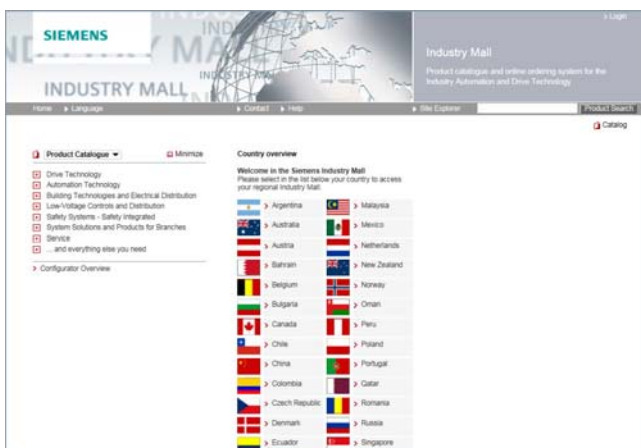 > Login
SIEMENS
INDUSTRY MALL
Industry Mall
Product catalogue and online ordering system for the
Industry Automation and Drive Technology
Home > Language > Contact > Help > Site Explorer Product Search
Catalog
Product Catalogue Minimize
Drive Technology
Automation Technology
Building Technologies and Electrical Distribution
Low-Voltage Controls and Distribution
Safety Systems - Safety Integrated
System Solutions and Products for Branches
Service
... and everything else you need
> Configurator Overview
Country overview
Welcome in the Siemens Industry Mall
Please select in the list below your country to access
your regional Industry Mall.
> Argentina > Malaysia
> Australia > Mexico
> Austria > Netherlands
> Bahrain > New Zealand
> Belgium > Norway
> Bulgaria > Oman
> Canada > Peru
> Chile > Poland
> China > Portugal
> Colombia > Qatar
> Czech Republic > Romania
> Denmark > Russia
> Ecuador > Singapore